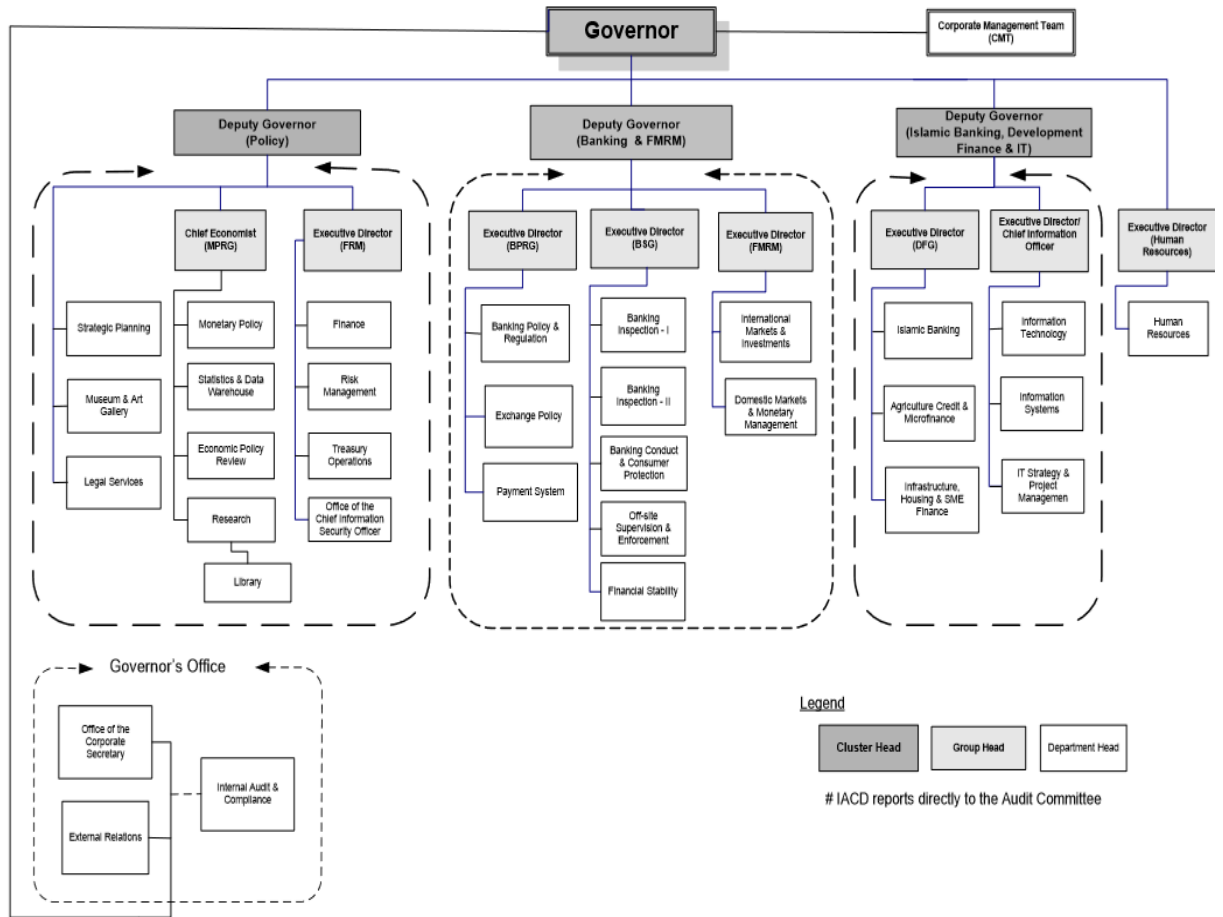 Governor
Corporate Management Team
(CMT)
Deputy Governor
(Policy)
Deputy Governor
(Banking & FMRM)
Deputy Governor
(Islamic Banking, Development
Finance & IT)
Chief Economist
(MPRG)
Executive Director
(FRM)
Executive Director
(BPRG)
Executive Director
(BSG)
Executive Director
(FMRM)
Executive Director
(DFG)
Executive Director/
Chief Information
Officer
Executive Director
(Human
Resources)
Strategic Planning
Museum & Art
Gallery
Legal Services
Monetary Policy
Statistics & Data
Warehouse
Economic Policy
Review
Research
Library
Finance
Risk
Management
Treasury
Operations
Office of the
Chief Information
Security Officer
Banking Policy &
Regulation
Exchange Policy
Payment System
Banking
Inspection - I
Banking
Inspection - II
Banking Conduct
& Consumer
Protection
Off-site
Supervision &
Enforcement
Financial Stability
International
Markets &
Investments
Domestic Markets
& Monetary
Management
Islamic Banking
Agriculture Credit &
Microfinance
Infrastructure,
Housing & SME
Finance
Information
Technology
Information
Systems
IT Strategy &
Project
Managemen
Human
Resources
Governor's Office
Office of the
Corporate
Secretary
Internal Audit &
Compliance
External Relations
Legend
Cluster Head
Group Head
Department Head
# IACD reports directly to the Audit Committee